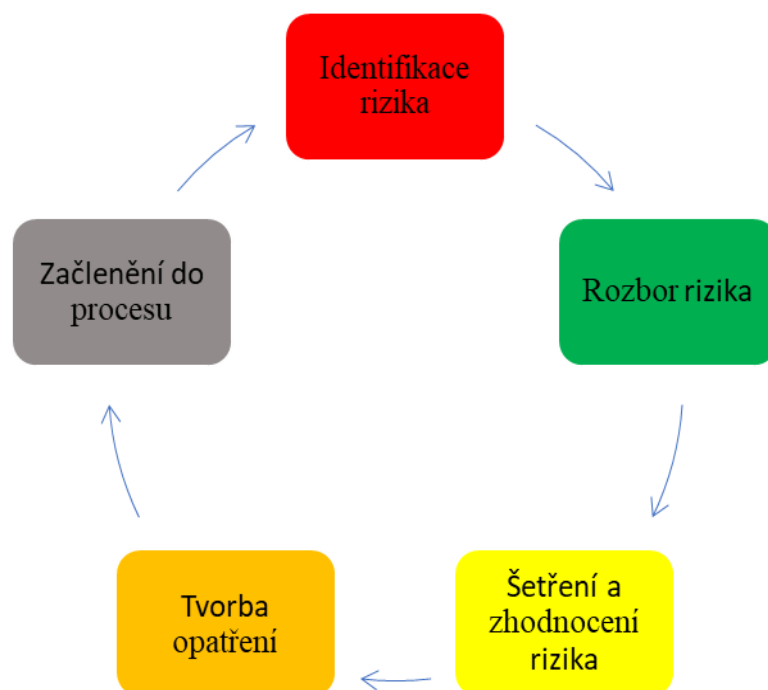 Identifikace
rizika
Rozbor rizika
Šetření a
zhodnocení
rizika
Tvorba
opatření
Začlenění do
procesu